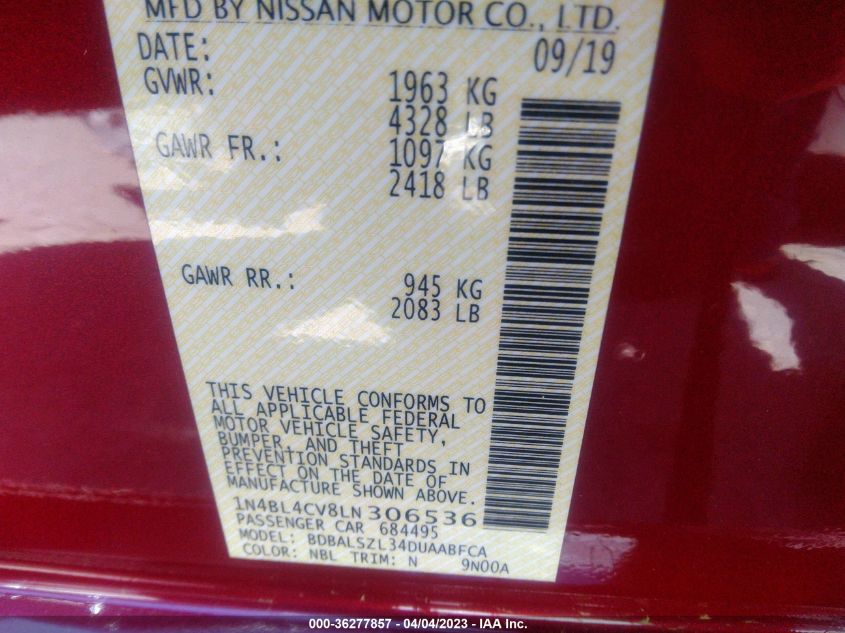 MFD BY NISSAN MOTOR CO., LTD.
DATE: 09/19
GVWR: 1963 KG
4328 LB
GAWR FR.: 1097 KG
2418 LB
GAWR RR.: 945 KG
2083 LB
THIS VEHICLE CONFORMS TO
ALL APPLICABLE FEDERAL
MOTOR VEHICLE SAFETY,
BUMPER, AND THEFT
PREVENTION STANDARDS IN
EFFECT ON THE DATE OF
MANUFACTURE SHOWN ABOVE.
1N4BL4CV8LN306536
PASSENGER CAR 684495
MODEL: BDBALSZL34DUAABFCA
COLOR: NBL TRIM: N 9N00A
000-36277857 - 04/04/2023 - IAA Inc.